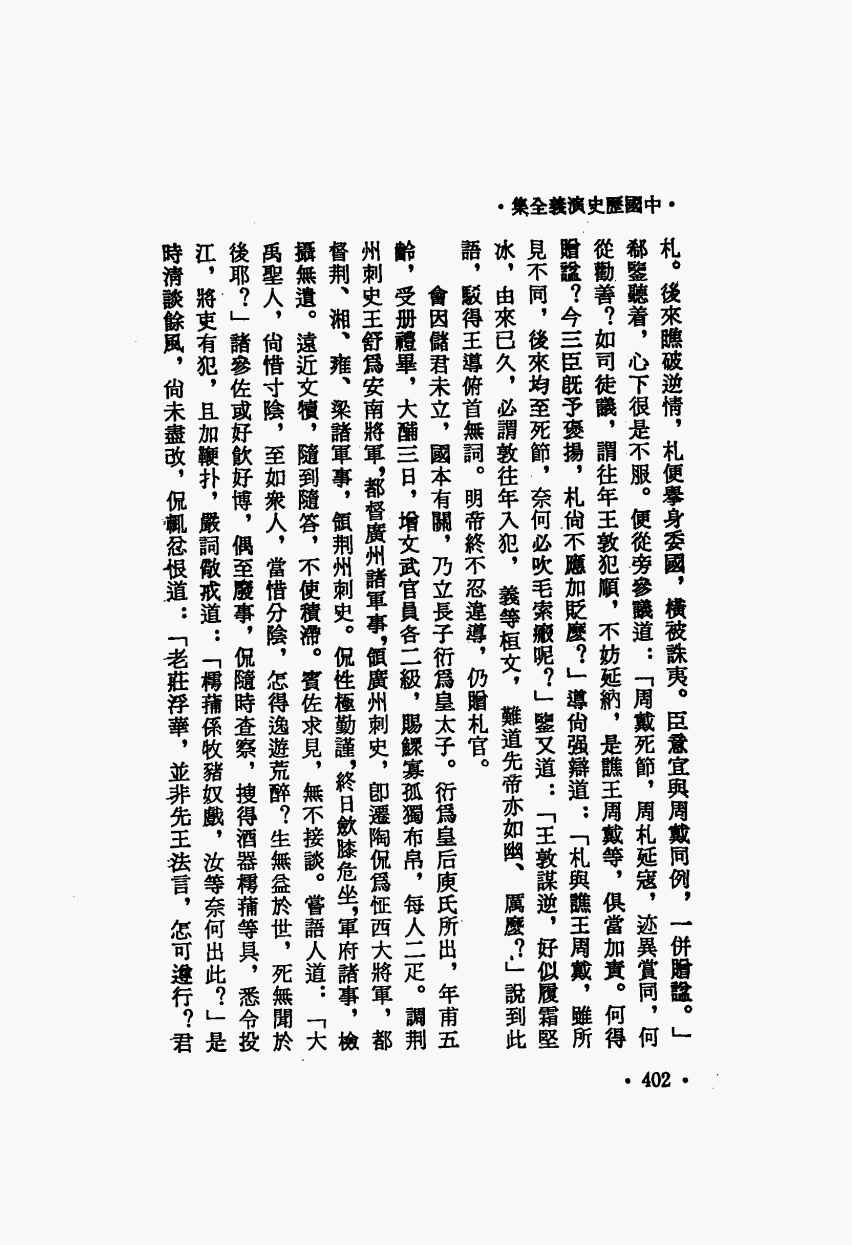 •中國歷史演義全集•
札。後來瞧破逆情，札便舉身委國，橫被誅夷。臣意宜與周戴同例，一併贈諡。」
郗鑒聽着，心下很是不服。便從旁參議道：「周戴死節，周札延寇，迹異賞同，何
從勸善？如司徒議，謂往年王敦犯順，不妨延納，是譙王周戴等，俱當加責。何得
贈諡？今三臣既予褒揚，札尚不應加貶麼？」導尚强辯道：「札與譙王周戴，雖所
見不同，後來均至死節，奈何必吹毛索瘢呢？」鑒又道：「王敦謀逆，好似履霜堅
冰，由來已久，必謂敦往年入犯，義等桓文，難道先帝亦如幽、厲麼？」說到此
語，駁得王導俯首無詞。明帝終不忍違導，仍贈札官。
會因儲君未立，國本有關，乃立長子衍爲皇太子。衍爲皇后庾氏所出，年甫五
齡，受册禮畢，大酺三日，增文武官員各二級，賜鰥寡孤獨布帛，每人二疋。調荆
州刺史王舒爲安南將軍，都督廣州諸軍事，領廣州刺史，卽遷陶侃爲怔西大將軍，都
督荆、湘、雍、梁諸軍事，領荆州刺史。侃性極勤謹，終日斂膝危坐，軍府諸事，檢
攝無遺。遠近文牘，隨到隨答，不使積滯。賓佐求見，無不接談。嘗語人道：「大
禹聖人，尚惜寸陰，至如衆人，當惜分陰，怎得逸遊荒醉？生無益於世，死無聞於
後耶？」諸參佐或好飲好博，偶至廢事，侃隨時查察，搜得酒器樗蒱等具，悉令投
江，將吏有犯，且加鞭扑，嚴詞儆戒道：「樗蒱係牧豬奴戲，汝等奈何出此？」是
時淸談餘風，尚未盡改，侃輒忿恨道：「老莊浮華，並非先王法言，怎可遵行？君
•402•